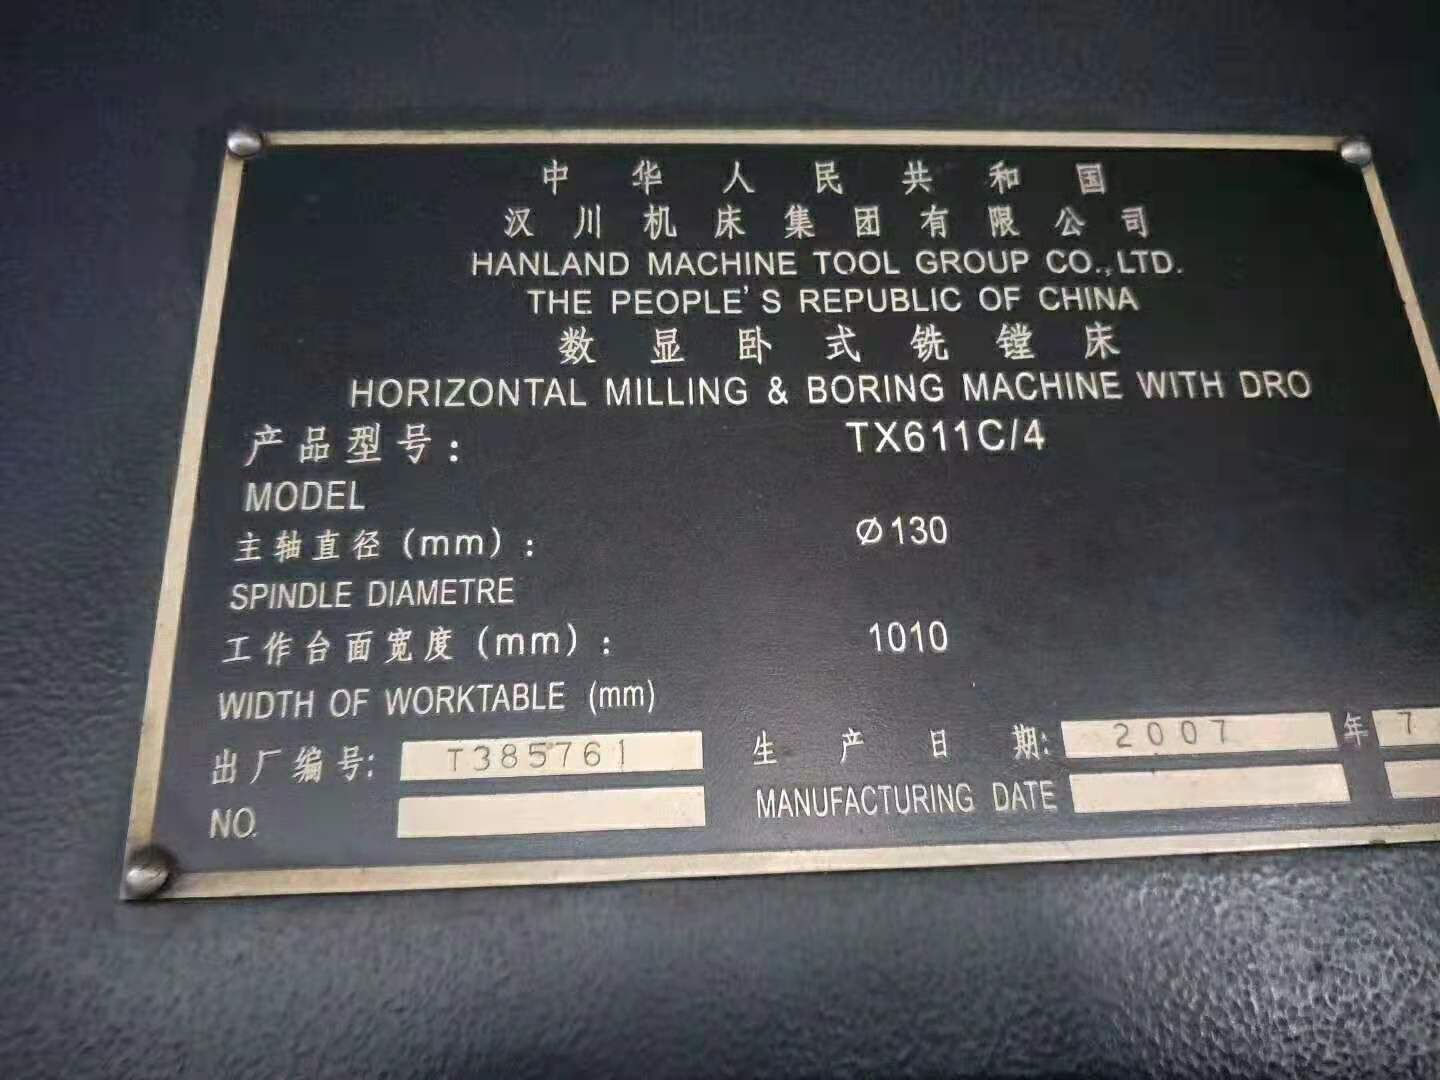 中华人民共和国
汉川机床集团有限公司
HANLAND MACHINE TOOL GROUP CO.,LTD.
THE PEOPLE'S REPUBLIC OF CHINA
数显卧式铣镗床
HORIZONTAL MILLING & BORING MACHINE WITH DRO
产品型号: TX611C/4
MODEL
主轴直径(mm): Ø130
SPINDLE DIAMETRE
工作台面宽度(mm): 1010
WIDTH OF WORKTABLE (mm)
出厂编号: T385761 生产日期: 2007 年 7
NO. MANUFACTURING DATE